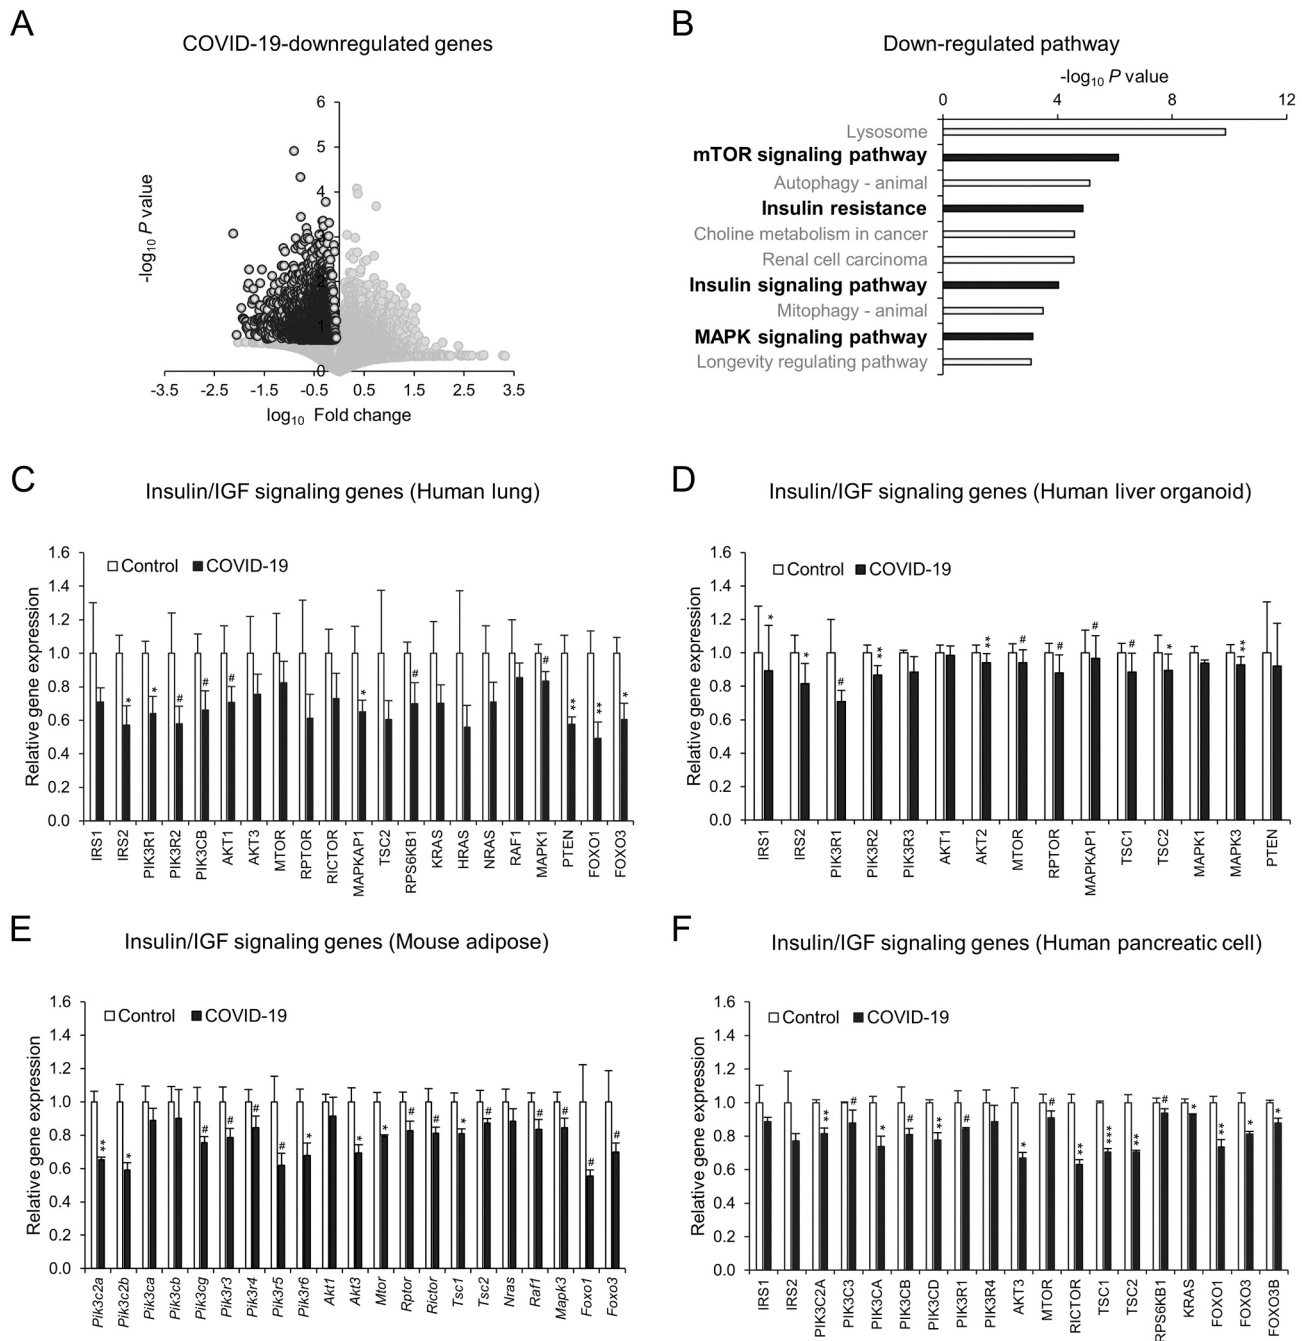 A
COVID-19-downregulated genes
6
5
4
3
2
1
0
-log10 P value
-3.5 -2.5 -1.5 -0.5 0.5 1.5 2.5 3.5
log10 Fold change
B
Down-regulated pathway
-log10 P value
0 4 8 12
Lysosome
mTOR signaling pathway
Autophagy - animal
Insulin resistance
Choline metabolism in cancer
Renal cell carcinoma
Insulin signaling pathway
Mitophagy - animal
MAPK signaling pathway
Longevity regulating pathway
C
Insulin/IGF signaling genes (Human lung)
Control COVID-19
Relative gene expression
1.6
1.4
1.2
1.0
0.8
0.6
0.4
0.2
0.0
* * # # # * # # ** ** *
IRS1 IRS2 PIK3R1 PIK3R2 PIK3CB AKT1 AKT3 MTOR RPTOR RICTOR MAPKAP1 TSC2 RPS6KB1 KRAS HRAS NRAS RAF1 MAPK1 PTEN FOXO1 FOXO3
D
Insulin/IGF signaling genes (Human liver organoid)
Control COVID-19
Relative gene expression
1.6
1.4
1.2
1.0
0.8
0.6
0.4
0.2
0.0
* * # ** ** # # # # * **
IRS1 IRS2 PIK3R1 PIK3R2 PIK3R3 AKT1 AKT2 MTOR RPTOR MAPKAP1 TSC1 TSC2 MAPK1 MAPK3 PTEN
E
Insulin/IGF signaling genes (Mouse adipose)
Control COVID-19
Relative gene expression
1.6
1.4
1.2
1.0
0.8
0.6
0.4
0.2
0.0
** * # # # # * * * # # * # # # # #
Pik3c2a Pik3c2b Pik3ca Pik3cb Pik3cg Pik3r3 Pik3r4 Pik3r5 Pik3r6 Akt1 Akt3 Mtor Rptor Rictor Tsc1 Tsc2 Nras Raf1 Mapk3 Foxo1 Foxo3
F
Insulin/IGF signaling genes (Human pancreatic cell)
Control COVID-19
Relative gene expression
1.6
1.4
1.2
1.0
0.8
0.6
0.4
0.2
0.0
** # * # ** # * # ** *** ** # * ** * *
IRS1 IRS2 PIK3C2A PIK3C3 PIK3CA PIK3CB PIK3CD PIK3R1 PIK3R4 AKT3 MTOR RICTOR TSC1 TSC2 RPS6KB1 KRAS FOXO1 FOXO3 FOXO3B